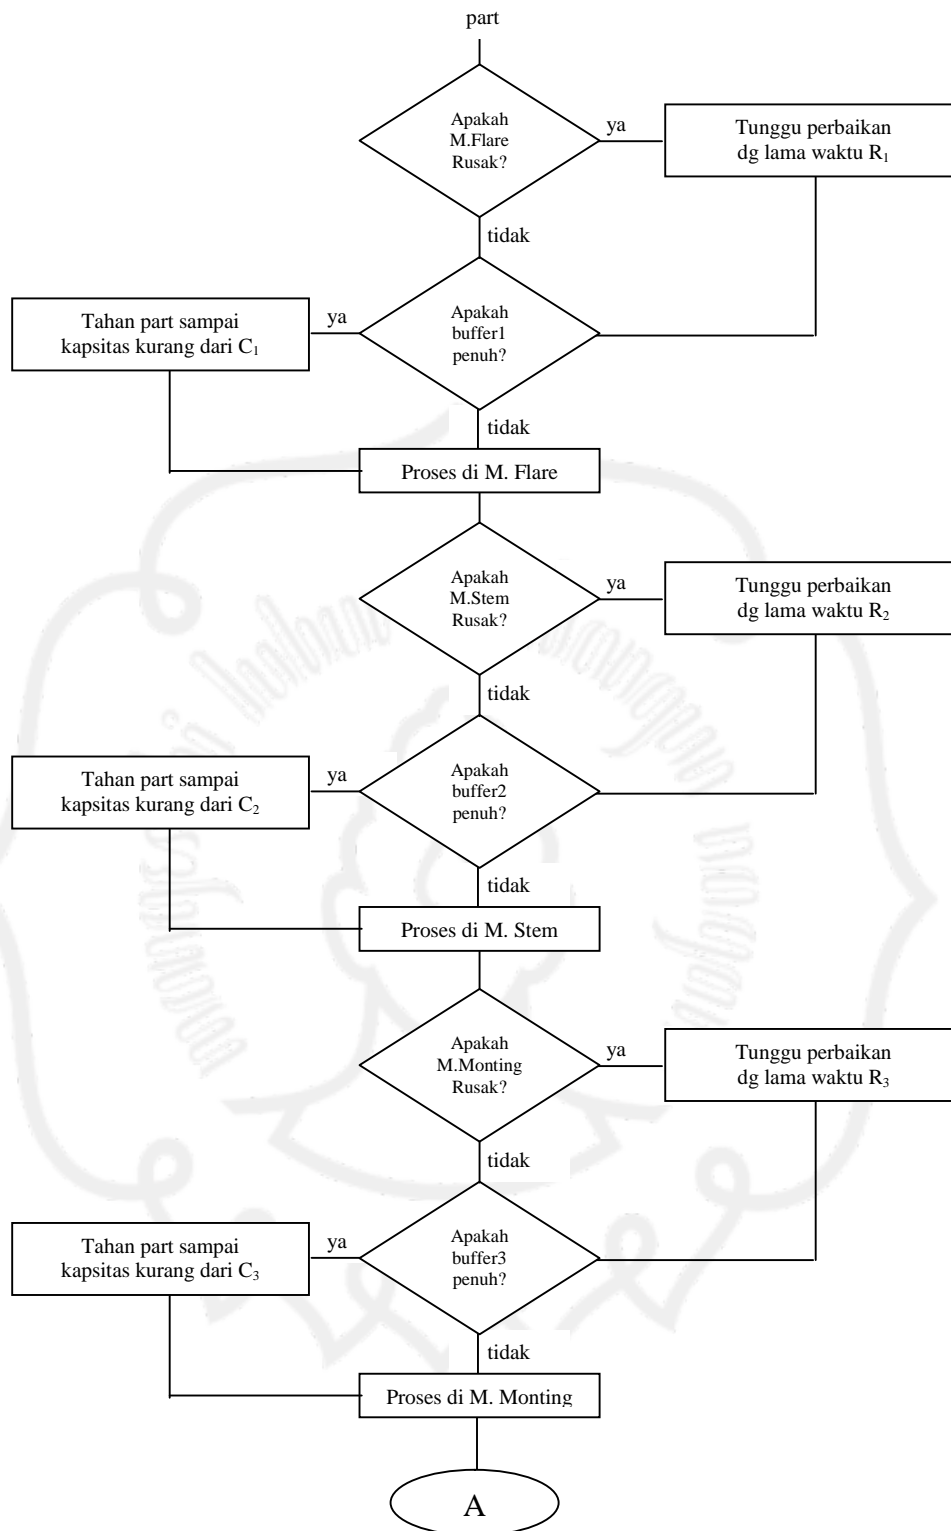 part
Apakah
M.Flare
Rusak?
ya
Tunggu perbaikan
dg lama waktu R₁
tidak
Tahan part sampai
kapsitas kurang dari C₁
ya
Apakah
buffer1
penuh?
tidak
Proses di M. Flare
Apakah
M.Stem
Rusak?
ya
Tunggu perbaikan
dg lama waktu R₂
tidak
Tahan part sampai
kapsitas kurang dari C₂
ya
Apakah
buffer2
penuh?
tidak
Proses di M. Stem
Apakah
M.Monting
Rusak?
ya
Tunggu perbaikan
dg lama waktu R₃
tidak
Tahan part sampai
kapsitas kurang dari C₃
ya
Apakah
buffer3
penuh?
tidak
Proses di M. Monting
A